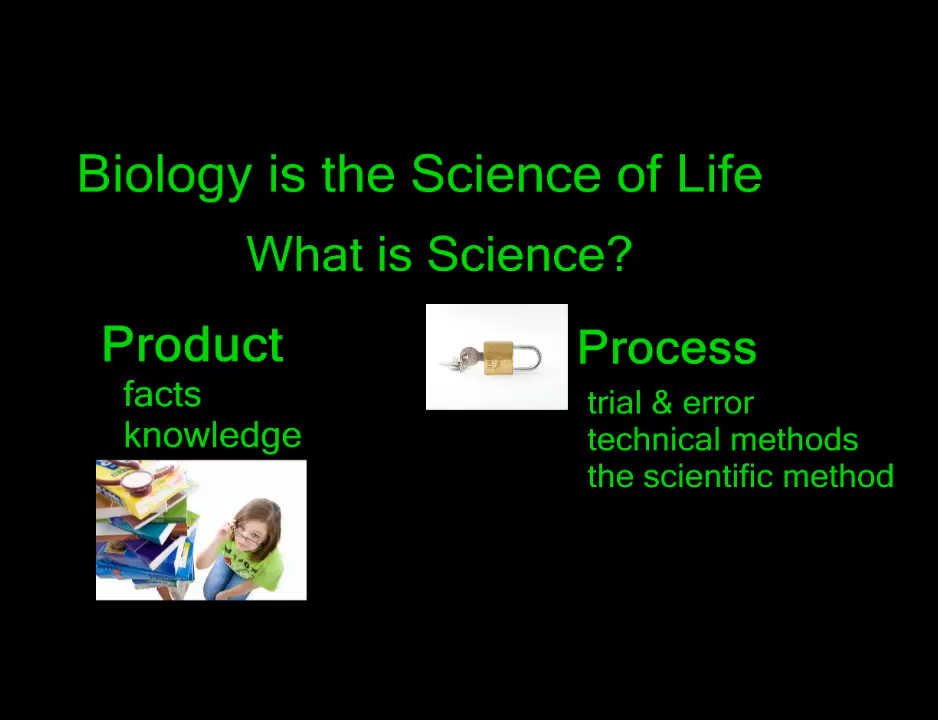 Biology is the Science of Life
What is Science?
Product
facts
knowledge
Process
trial & error
technical methods
the scientific method